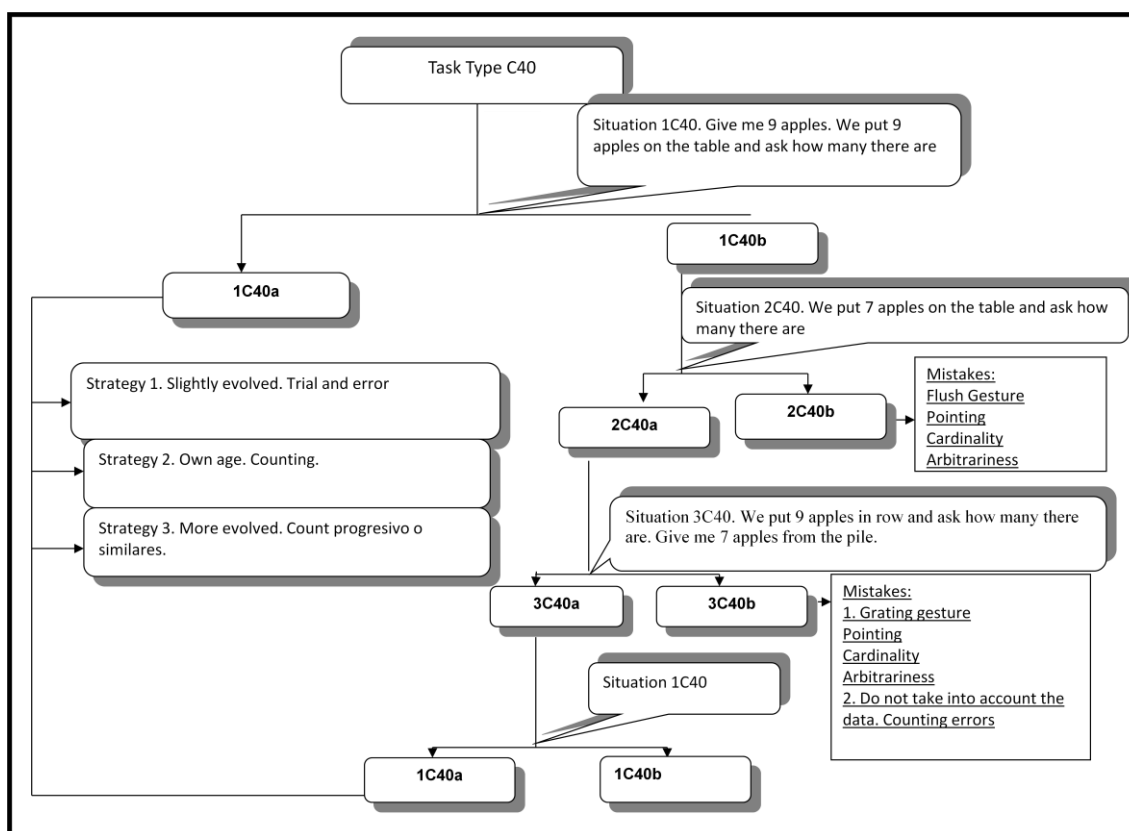 Task Type C40
Situation 1C40. Give me 9 apples. We put 9
apples on the table and ask how many there
are
1C40b
1C40a
Situation 2C40. We put 7 apples on the table and ask how
many there are
Strategy 1. Slightly evolved. Trial and error
Mistakes:
Flush Gesture
Pointing
Cardinality
Arbitrariness
2C40a
2C40b
Strategy 2. Own age. Counting.
Strategy 3. More evolved. Count progresivo o
similares.
Situation 3C40. We put 9 apples in row and ask how many there
are. Give me 7 apples from the pile.
3C40a
3C40b
Mistakes:
1. Grating gesture
Pointing
Cardinality
Arbitrariness
2. Do not take into account the
data. Counting errors
Situation 1C40
1C40a
1C40b